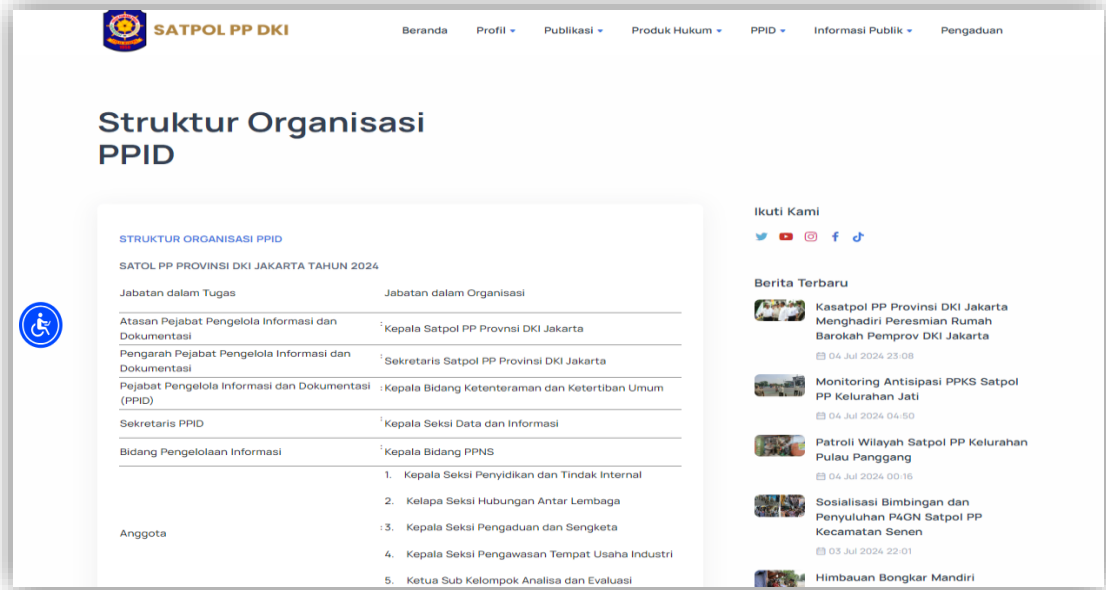 SATPOL PP DKI
Beranda Profil Publikasi Produk Hukum PPID Informasi Publik Pengaduan
Struktur Organisasi
PPID
STRUKTUR ORGANISASI PPID
SATOL PP PROVINSI DKI JAKARTA TAHUN 2024
Jabatan dalam Tugas Jabatan dalam Organisasi
Atasan Pejabat Pengelola Informasi dan
Dokumentasi
: Kepala Satpol PP Provnsi DKI Jakarta
Pengarah Pejabat Pengelola Informasi dan
Dokumentasi
: Sekretaris Satpol PP Provinsi DKI Jakarta
Pejabat Pengelola Informasi dan Dokumentasi
(PPID)
: Kepala Bidang Ketenteraman dan Ketertiban Umum
Sekretaris PPID : Kepala Seksi Data dan Informasi
Bidang Pengelolaan Informasi : Kepala Bidang PPNS
Anggota :
1. Kepala Seksi Penyidikan dan Tindak Internal
2. Kelapa Seksi Hubungan Antar Lembaga
3. Kepala Seksi Pengaduan dan Sengketa
4. Kepala Seksi Pengawasan Tempat Usaha Industri
5. Ketua Sub Kelompok Analisa dan Evaluasi
Ikuti Kami
Berita Terbaru
Kasatpol PP Provinsi DKI Jakarta
Menghadiri Peresmian Rumah
Barokah Pemprov DKI Jakarta
04 Jul 2024 23:08
Monitoring Antisipasi PPKS Satpol
PP Kelurahan Jati
04 Jul 2024 04:50
Patroli Wilayah Satpol PP Kelurahan
Pulau Panggang
04 Jul 2024 00:16
Sosialisasi Bimbingan dan
Penyuluhan P4GN Satpol PP
Kecamatan Senen
03 Jul 2024 22:01
Himbauan Bongkar Mandiri